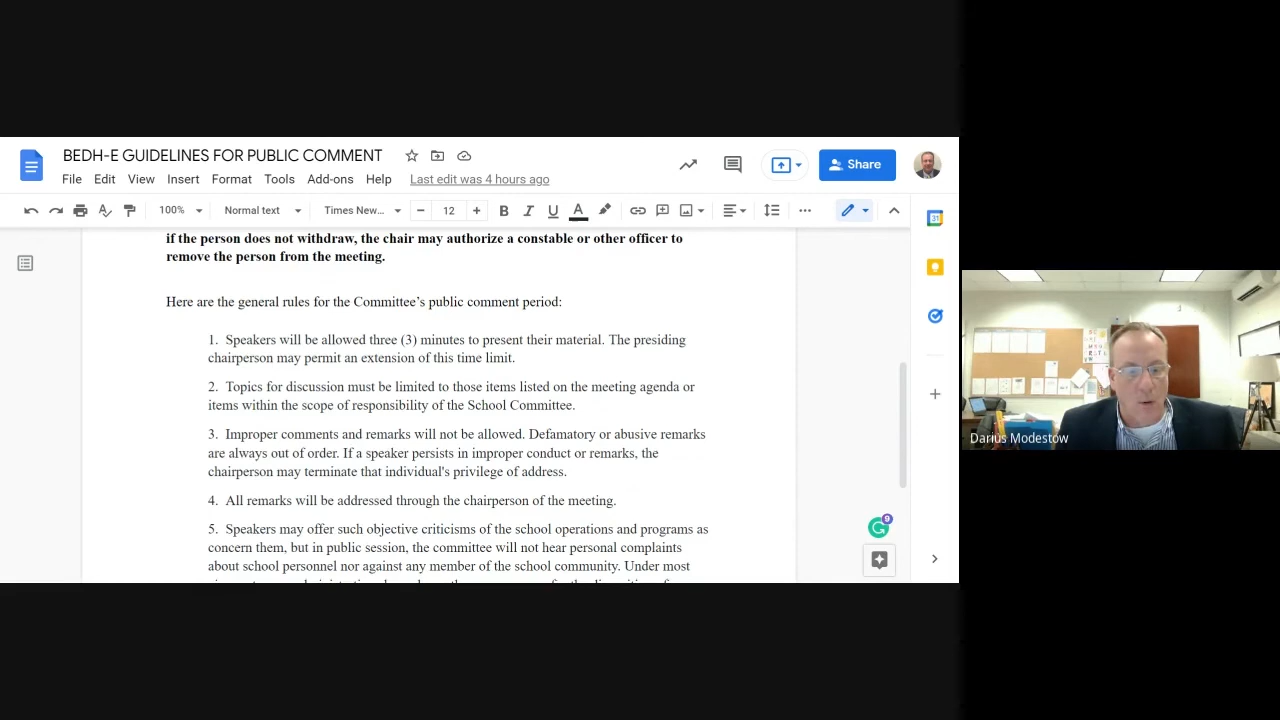 BEDH-E GUIDELINES FOR PUBLIC COMMENT
File Edit View Insert Format Tools Add-ons Help Last edit was 4 hours ago
Share
100% Normal text Times New... 12 B I U A
31
if the person does not withdraw, the chair may authorize a constable or other officer to
remove the person from the meeting.
Here are the general rules for the Committee's public comment period:
1. Speakers will be allowed three (3) minutes to present their material. The presiding
chairperson may permit an extension of this time limit.
2. Topics for discussion must be limited to those items listed on the meeting agenda or
items within the scope of responsibility of the School Committee.
3. Improper comments and remarks will not be allowed. Defamatory or abusive remarks
are always out of order. If a speaker persists in improper conduct or remarks, the
chairperson may terminate that individual's privilege of address.
4. All remarks will be addressed through the chairperson of the meeting.
5. Speakers may offer such objective criticisms of the school operations and programs as
concern them, but in public session, the committee will not hear personal complaints
about school personnel nor against any member of the school community. Under most
9
Darius Modestow